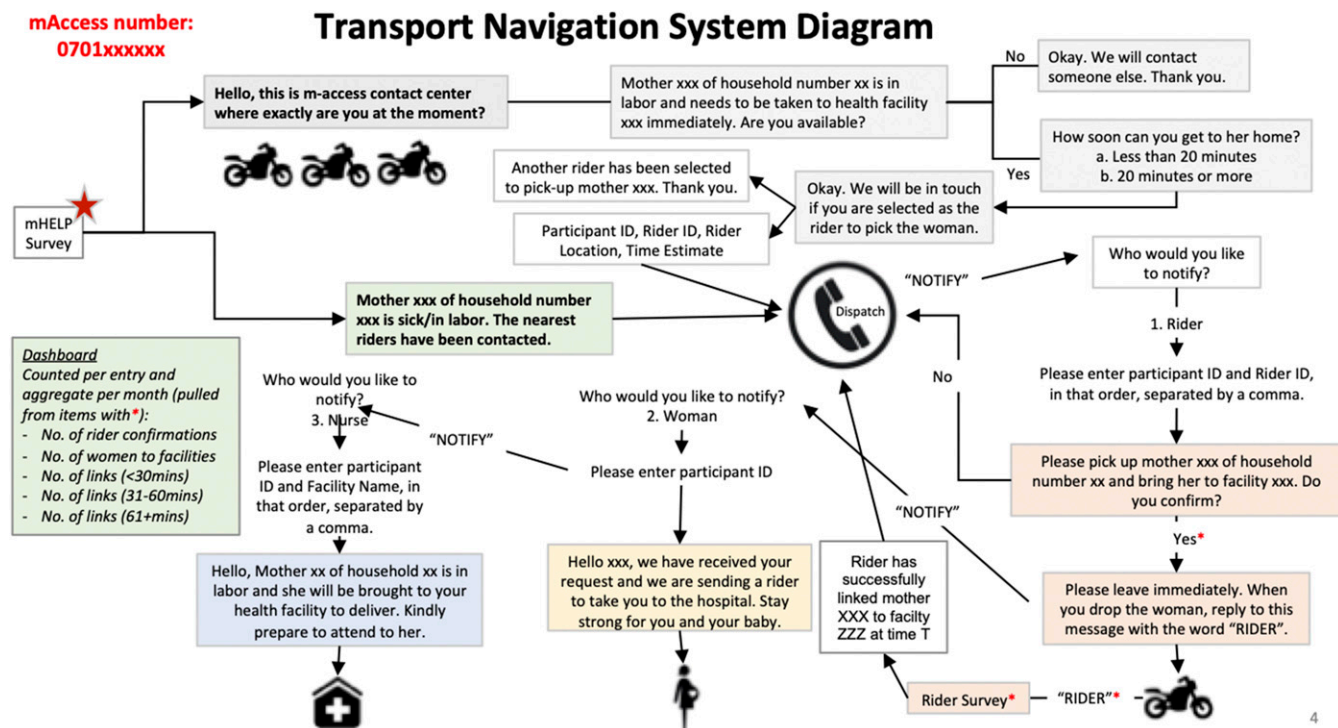 mAccess number:
0701xxxxxx
Transport Navigation System Diagram
Hello, this is m-access contact center
where exactly are you at the moment?
Mother xxx of household number xx is in
labor and needs to be taken to health facility
xxx immediately. Are you available?
No
Okay. We will contact
someone else. Thank you.
Yes
How soon can you get to her home?
a. Less than 20 minutes
b. 20 minutes or more
Another rider has been selected
to pick-up mother xxx. Thank you.
Okay. We will be in touch
if you are selected as the
rider to pick the woman.
mHELP
Survey
Participant ID, Rider ID, Rider
Location, Time Estimate
Mother xxx of household number
xxx is sick/in labor. The nearest
riders have been contacted.
Dispatch
"NOTIFY"
Who would you like
to notify?
1. Rider
Please enter participant ID and Rider ID,
in that order, separated by a comma.
No
Please pick up mother xxx of household
number xx and bring her to facility xxx. Do
you confirm?
Yes*
Please leave immediately. When
you drop the woman, reply to this
message with the word "RIDER".
"RIDER"*
Rider Survey*
Rider has
successfully
linked mother
XXX to facilty
ZZZ at time T
"NOTIFY"
Who would you like to notify?
2. Woman
Please enter participant ID
Hello xxx, we have received your
request and we are sending a rider
to take you to the hospital. Stay
strong for you and your baby.
"NOTIFY"
Who would you like to
notify?
3. Nurse
Please enter participant
ID and Facility Name, in
that order, separated by
a comma.
Hello, Mother xx of household xx is in
labor and she will be brought to your
health facility to deliver. Kindly
prepare to attend to her.
Dashboard
Counted per entry and
aggregate per month (pulled
from items with*):
- No. of rider confirmations
- No. of women to facilities
- No. of links (<30mins)
- No. of links (31-60mins)
- No. of links (61+mins)
4